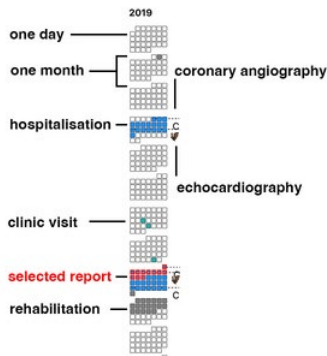 2019
one day
one month
coronary angiography
hospitalisation
C
echocardiography
clinic visit
selected report
C
C
rehabilitation